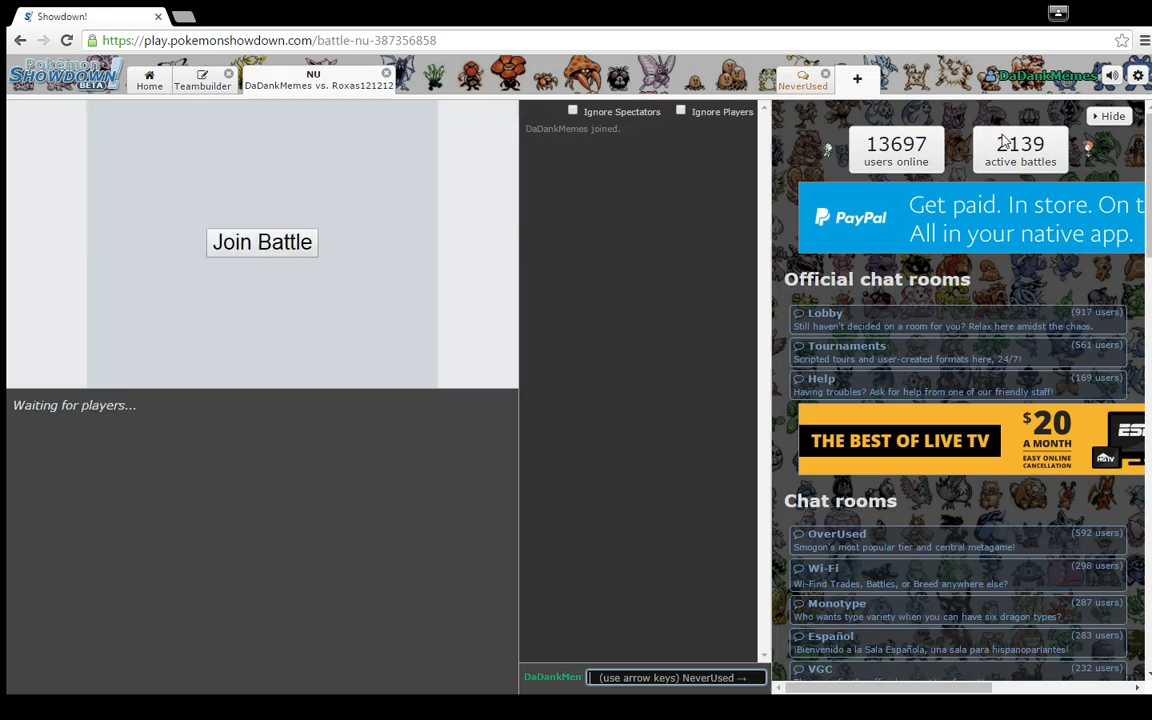 Showdown!
https://play.pokemonshowdown.com/battle-nu-387356858
Pokémon
SHOWDOWN!
BETA
Home
Teambuilder
NU
DaDankMemes vs. Roxas121212
NeverUsed
+
DaDankMemes
Ignore Spectators
Ignore Players
DaDankMemes joined.
Join Battle
Waiting for players...
DaDankMem
(use arrow keys) NeverUsed →
Hide
13697
users online
2139
active battles
PayPal
Get paid. In store. On t
All in your native app.
Official chat rooms
Lobby (917 users)
Still haven't decided on a room for you? Relax here amidst the chaos.
Tournaments (561 users)
Scripted tours and user-created formats here, 24/7!
Help (169 users)
Having troubles? Ask for help from one of our friendly staff!
THE BEST OF LIVE TV
$20
A MONTH
EASY ONLINE
CANCELLATION
ES
HGTV
Chat rooms
OverUsed (592 users)
Smogon's most popular tier and central metagame!
Wi-Fi (298 users)
Wi-Find Trades, Battles, or Breed anywhere else?
Monotype (287 users)
Who wants type variety when you can have six dragon types?
Español (283 users)
¡Bienvenido a la Sala Española, una sala para hispanoparlantes!
VGC (232 users)